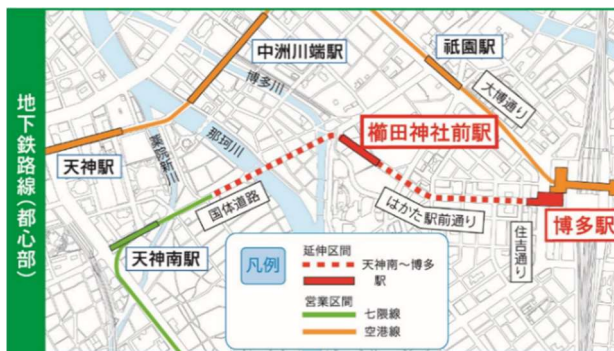 地下鉄路線（都心部）
中洲川端駅
祇園駅
博多川
大博通り
櫛田神社前駅
那珂川
薬院新川
天神駅
国体道路
はかた駅前通り
博多駅
住吉通り
天神南駅
凡例
延伸区間
天神南～博多
駅
営業区間
七隈線
空港線